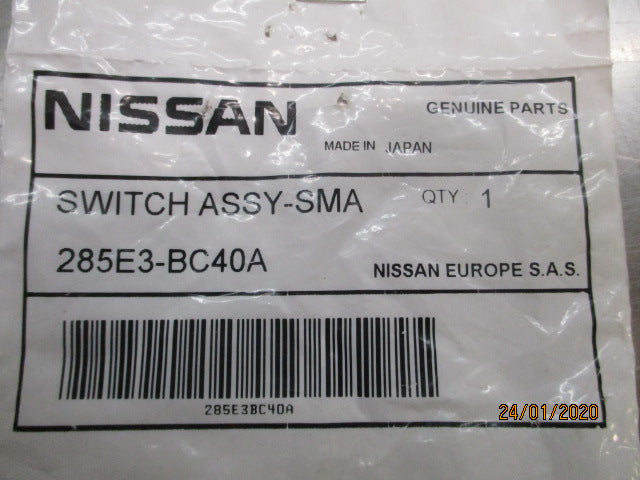 NISSAN GENUINE PARTS
MADE IN JAPAN
SWITCH ASSY-SMA QTY : 1
285E3-BC40A NISSAN EUROPE S.A.S.
285E3BC40A
24/01/2020